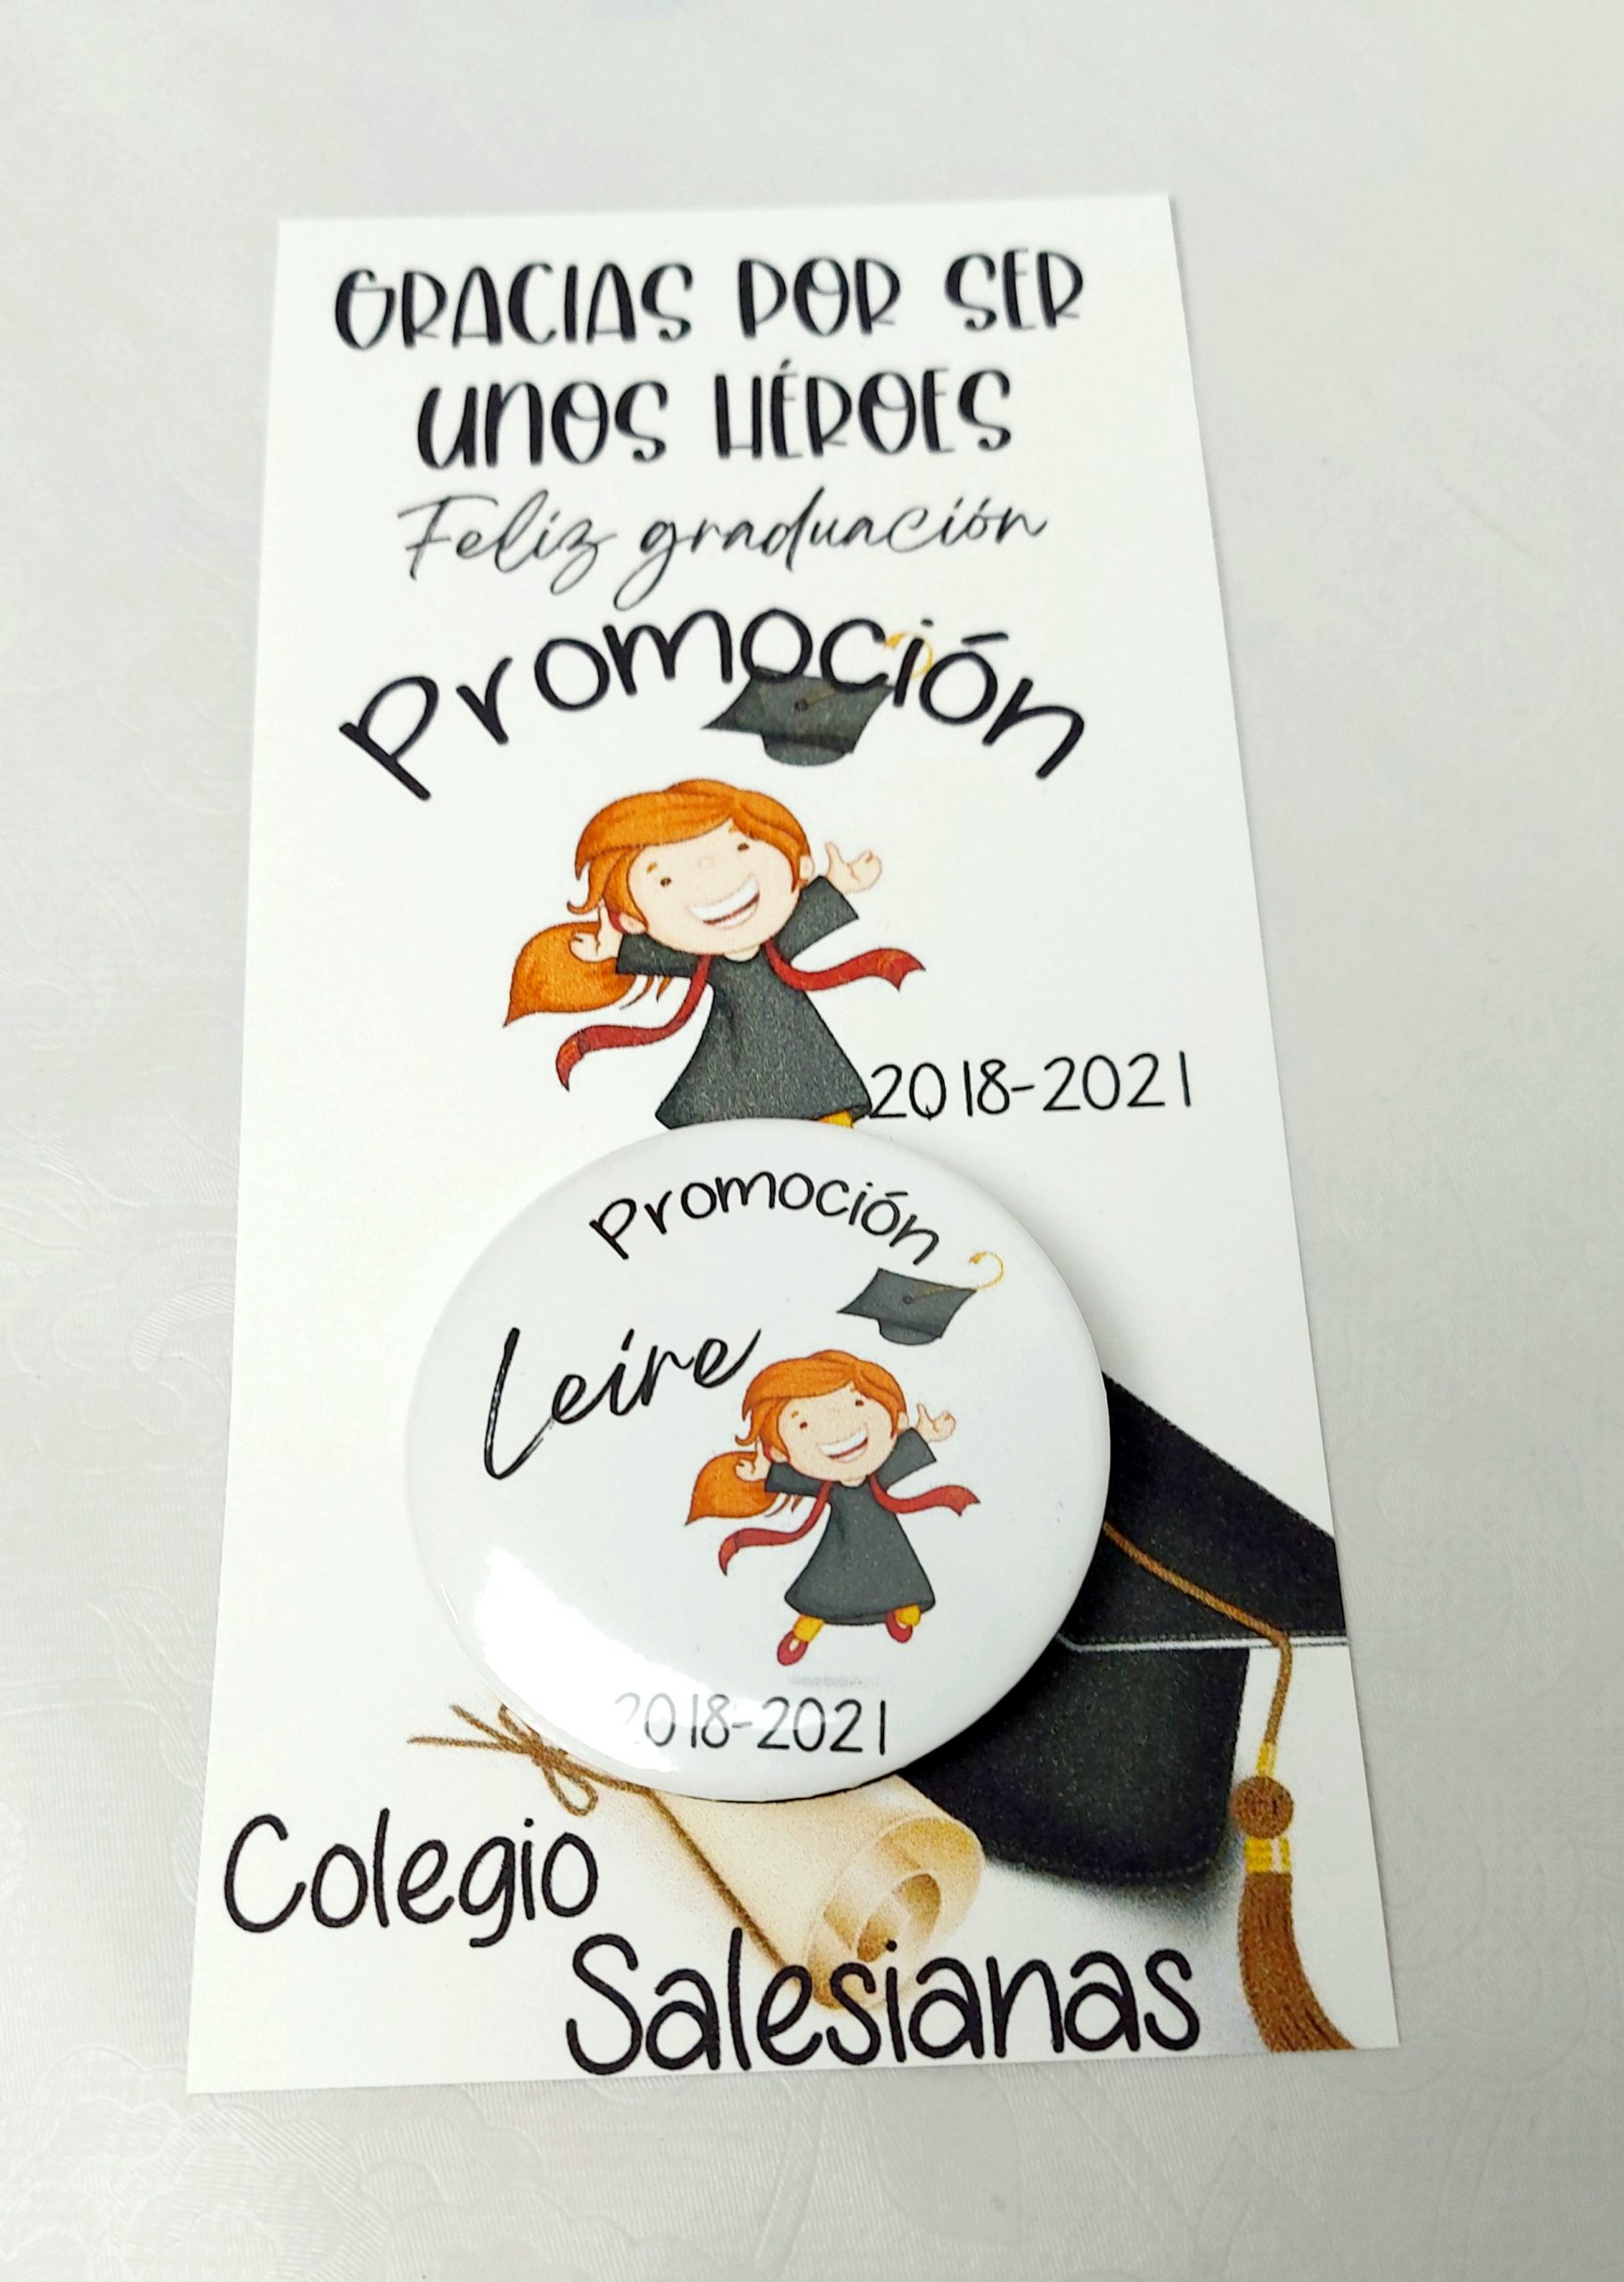 GRACIAS POR SER
UNOS HÉROES
Feliz graduación
Promoción
2018-2021
Promoción
Leire
2018-2021
Colegio
Salesianas